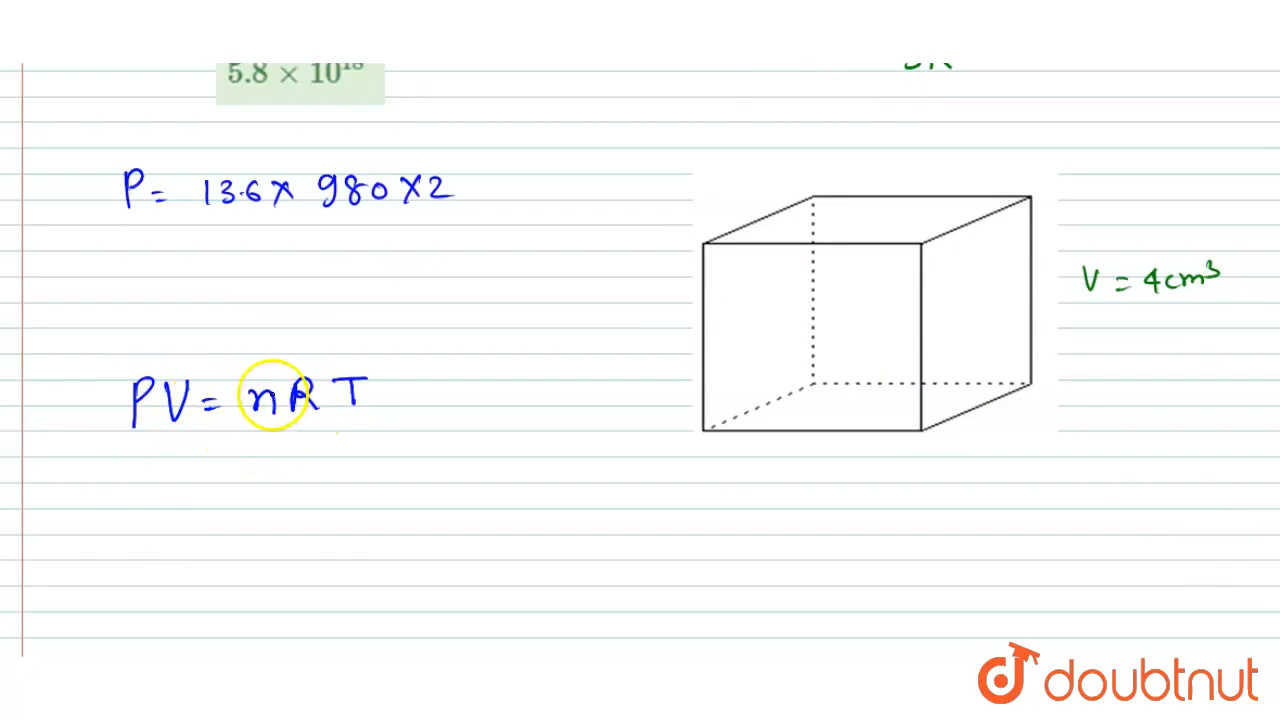 5.8 × 10¹⁸
P = 13.6 × 980 × 2
V = 4cm³
PV = nRT
doubtnut